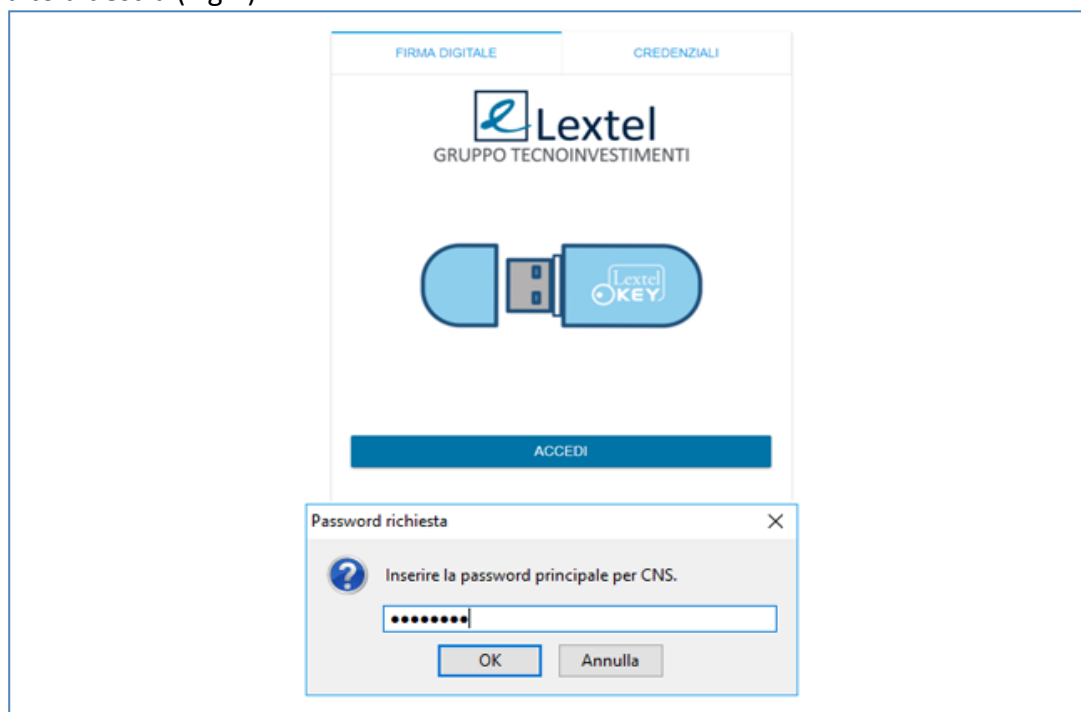 FIRMA DIGITALE CREDENZIALI
Lextel
GRUPPO TECNOINVESTIMENTI
Lextel
KEY
ACCEDI
Password richiesta
Inserire la password principale per CNS.
••••••••
OK Annulla